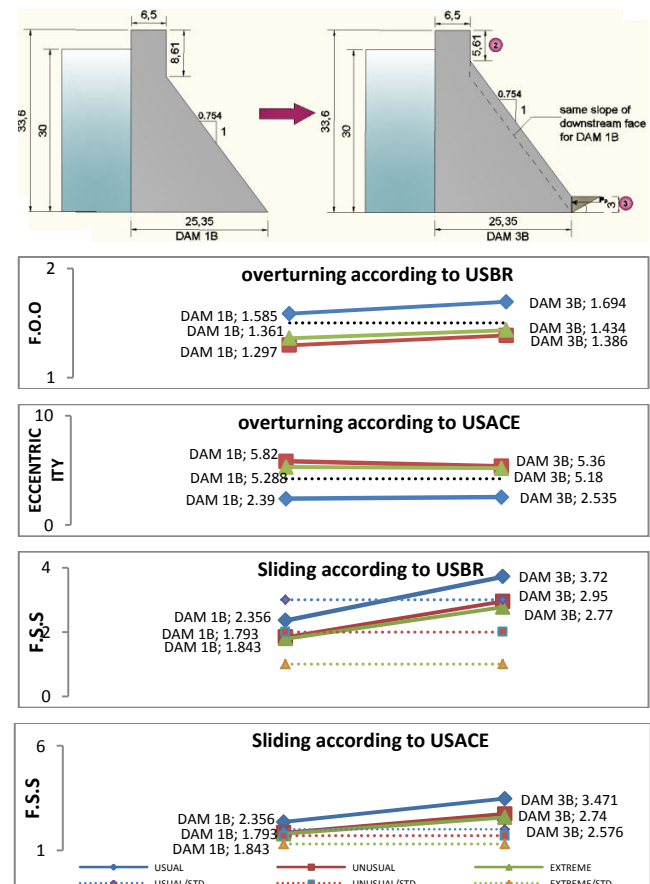 6,5
8,61
33,6
30
0.754
1
25,35
DAM 1B
6,5
5,61
2
33,6
30
0.754
1
same slope of
downstream face
for DAM 1B
3
3
25,35
DAM 3B
overturning according to USBR
F.O.O
2
1
DAM 1B; 1.585
DAM 1B; 1.361
DAM 1B; 1.297
DAM 3B; 1.694
DAM 3B; 1.434
DAM 3B; 1.386
overturning according to USACE
ECCENTRIC
ITY
10
0
DAM 1B; 5.82
DAM 1B; 5.288
DAM 1B; 2.39
DAM 3B; 5.36
DAM 3B; 5.18
DAM 3B; 2.535
Sliding according to USBR
F.S.S
4
2
0
DAM 1B; 2.356
DAM 1B; 1.793
DAM 1B; 1.843
DAM 3B; 3.72
DAM 3B; 2.95
DAM 3B; 2.77
Sliding according to USACE
F.S.S
6
1
DAM 1B; 2.356
DAM 1B; 1.793
DAM 1B; 1.843
DAM 3B; 3.471
DAM 3B; 2.74
DAM 3B; 2.576
USUAL
UNUSUAL
EXTREME
USUAL/STD
UNUSUAL/STD
EXTREME/STD